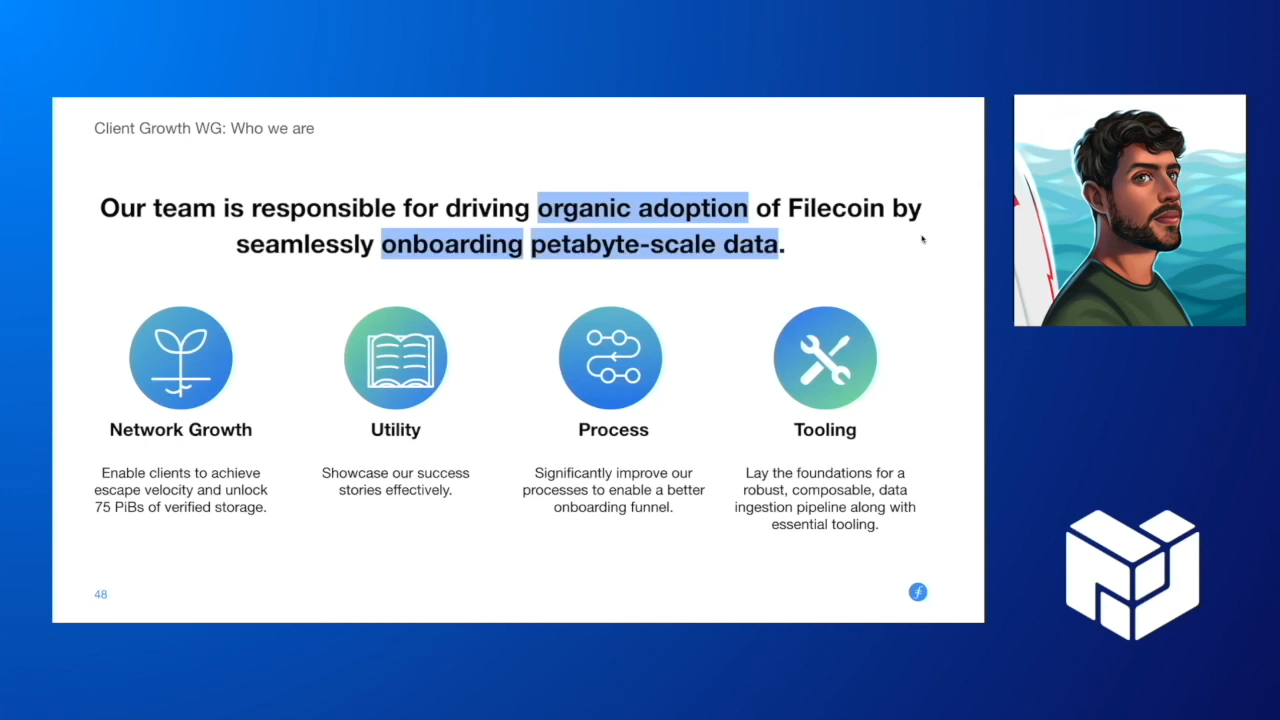 Client Growth WG: Who we are
Our team is responsible for driving organic adoption of Filecoin by
seamlessly onboarding petabyte-scale data.
Network Growth
Enable clients to achieve
escape velocity and unlock
75 PiBs of verified storage.
Utility
Showcase our success
stories effectively.
Process
Significantly improve our
processes to enable a better
onboarding funnel.
Tooling
Lay the foundations for a
robust, composable, data
ingestion pipeline along with
essential tooling.
48